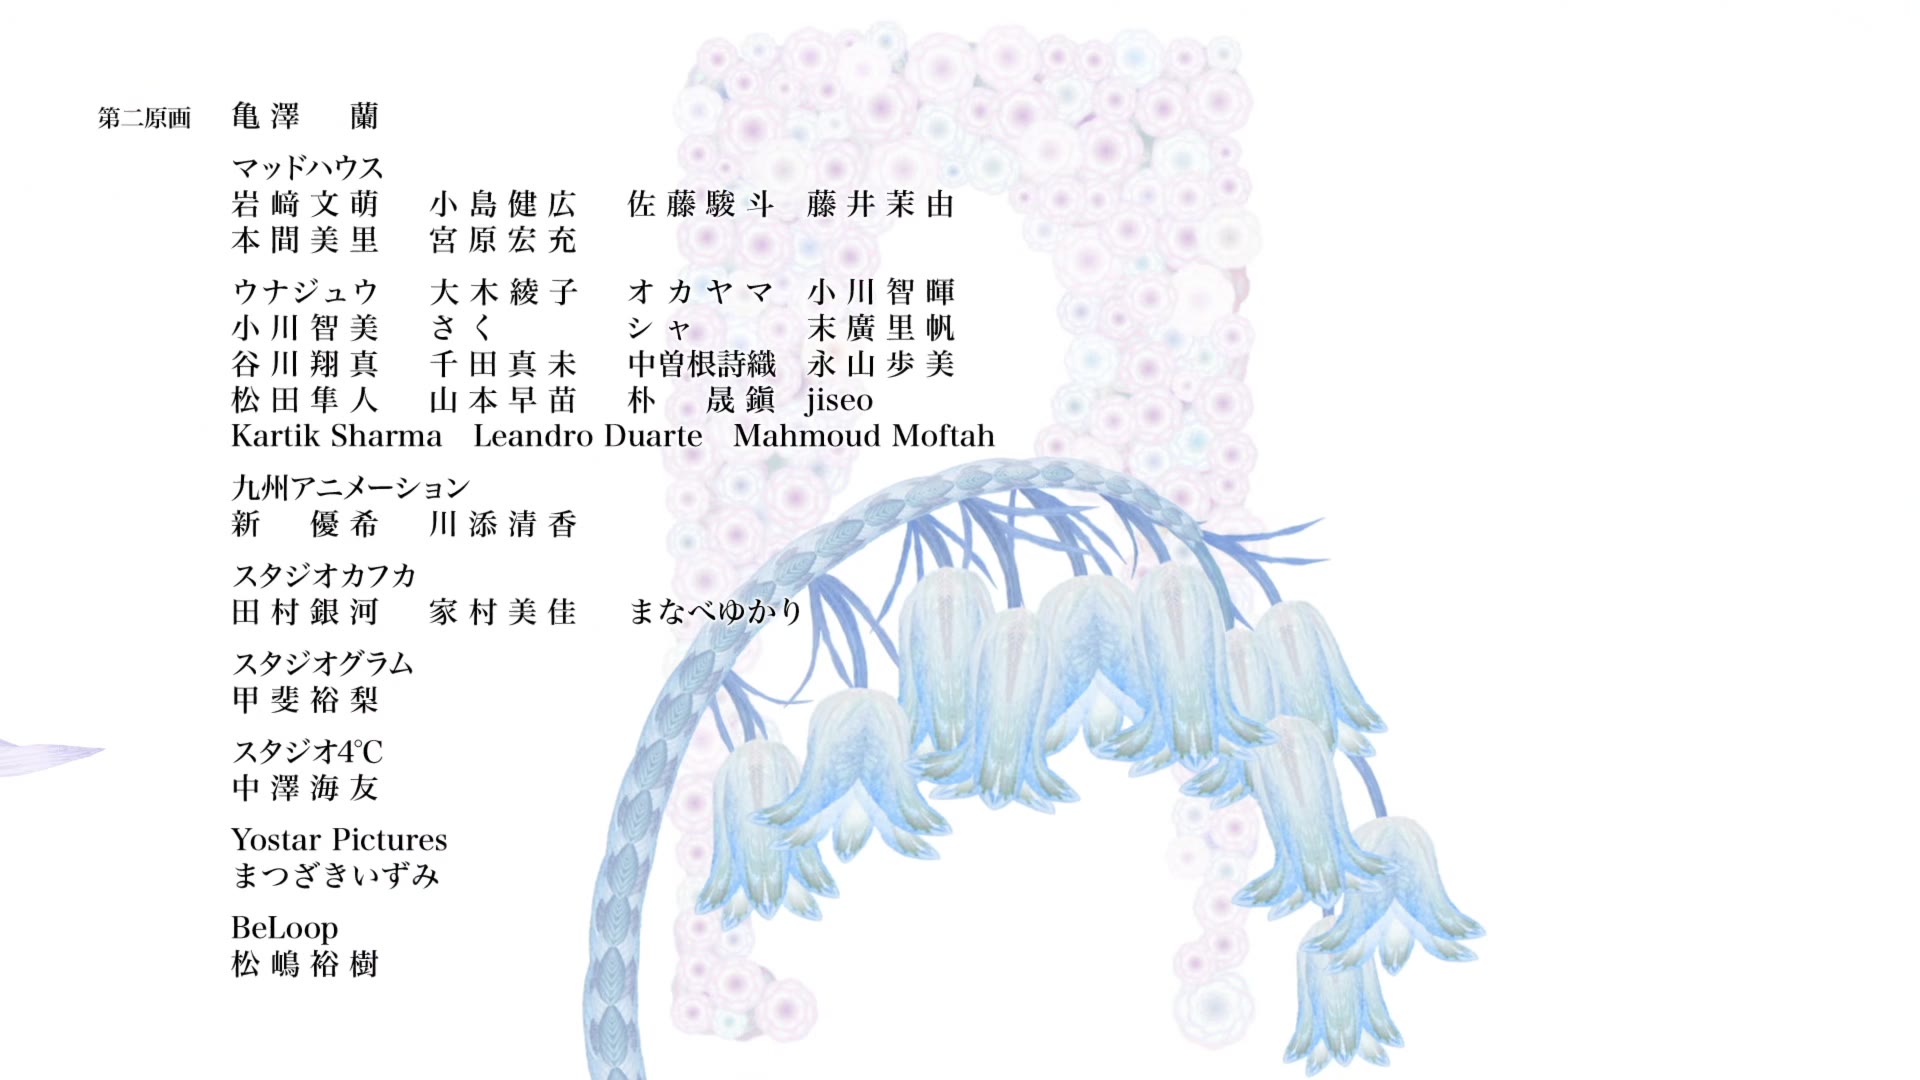 第二原画 亀澤 蘭
マッドハウス
岩﨑文萌 小島健広 佐藤駿斗 藤井茉由
本間美里 宮原宏充
ウナジュウ 大木綾子 オカヤマ 小川智暉
小川智美 さく シャ 末廣里帆
谷川翔真 千田真未 中曽根詩織 永山歩美
松田隼人 山本早苗 朴 晟鎭 jiseo
Kartik Sharma Leandro Duarte Mahmoud Moftah
九州アニメーション
新 優希 川添清香
スタジオカフカ
田村銀河 家村美佳 まなべゆかり
スタジオグラム
甲斐裕梨
スタジオ4℃
中澤海友
Yostar Pictures
まつざきいずみ
BeLoop
松嶋裕樹